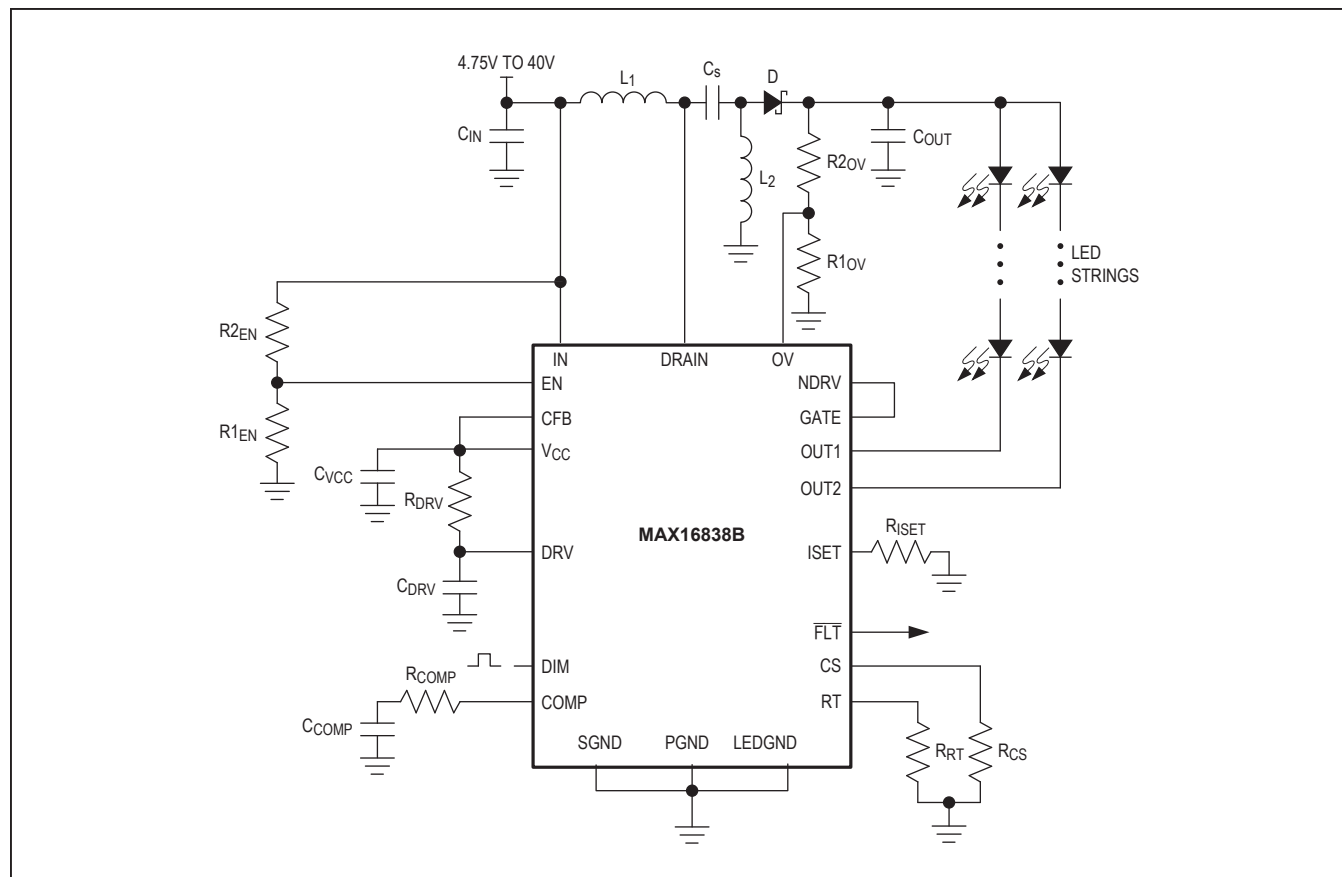 4.75V TO 40V
L1
Cs
D
CIN
COUT
R2OV
L2
R1OV
LED
STRINGS
R2EN
R1EN
IN
DRAIN
OV
EN
NDRV
CFB
GATE
VCC
OUT1
CVCC
RDRV
OUT2
MAX16838B
RISET
DRV
ISET
CDRV
FLT
DIM
CS
RCOMP
COMP
RT
CCOMP
SGND
PGND
LEDGND
RRT
RCS